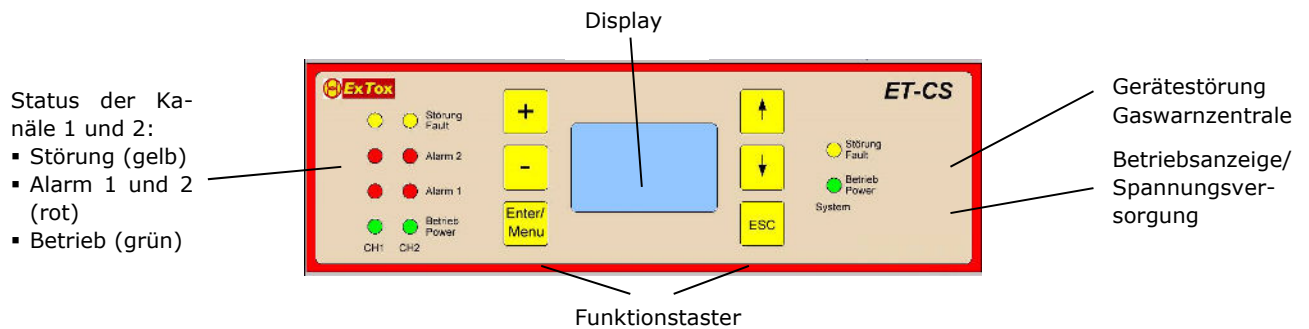 Display
Status der Ka-
näle 1 und 2:
▪ Störung (gelb)
▪ Alarm 1 und 2
(rot)
▪ Betrieb (grün)
ExTox
Störung
Fault
Alarm 2
Alarm 1
Betrieb
Power
CH1 CH2
+
-
Enter/
Menu
↑
↓
ESC
ET-CS
Störung
Fault
Betrieb
Power
System
Gerätestörung
Gaswarnzentrale
Betriebsanzeige/
Spannungsver-
sorgung
Funktionstaster